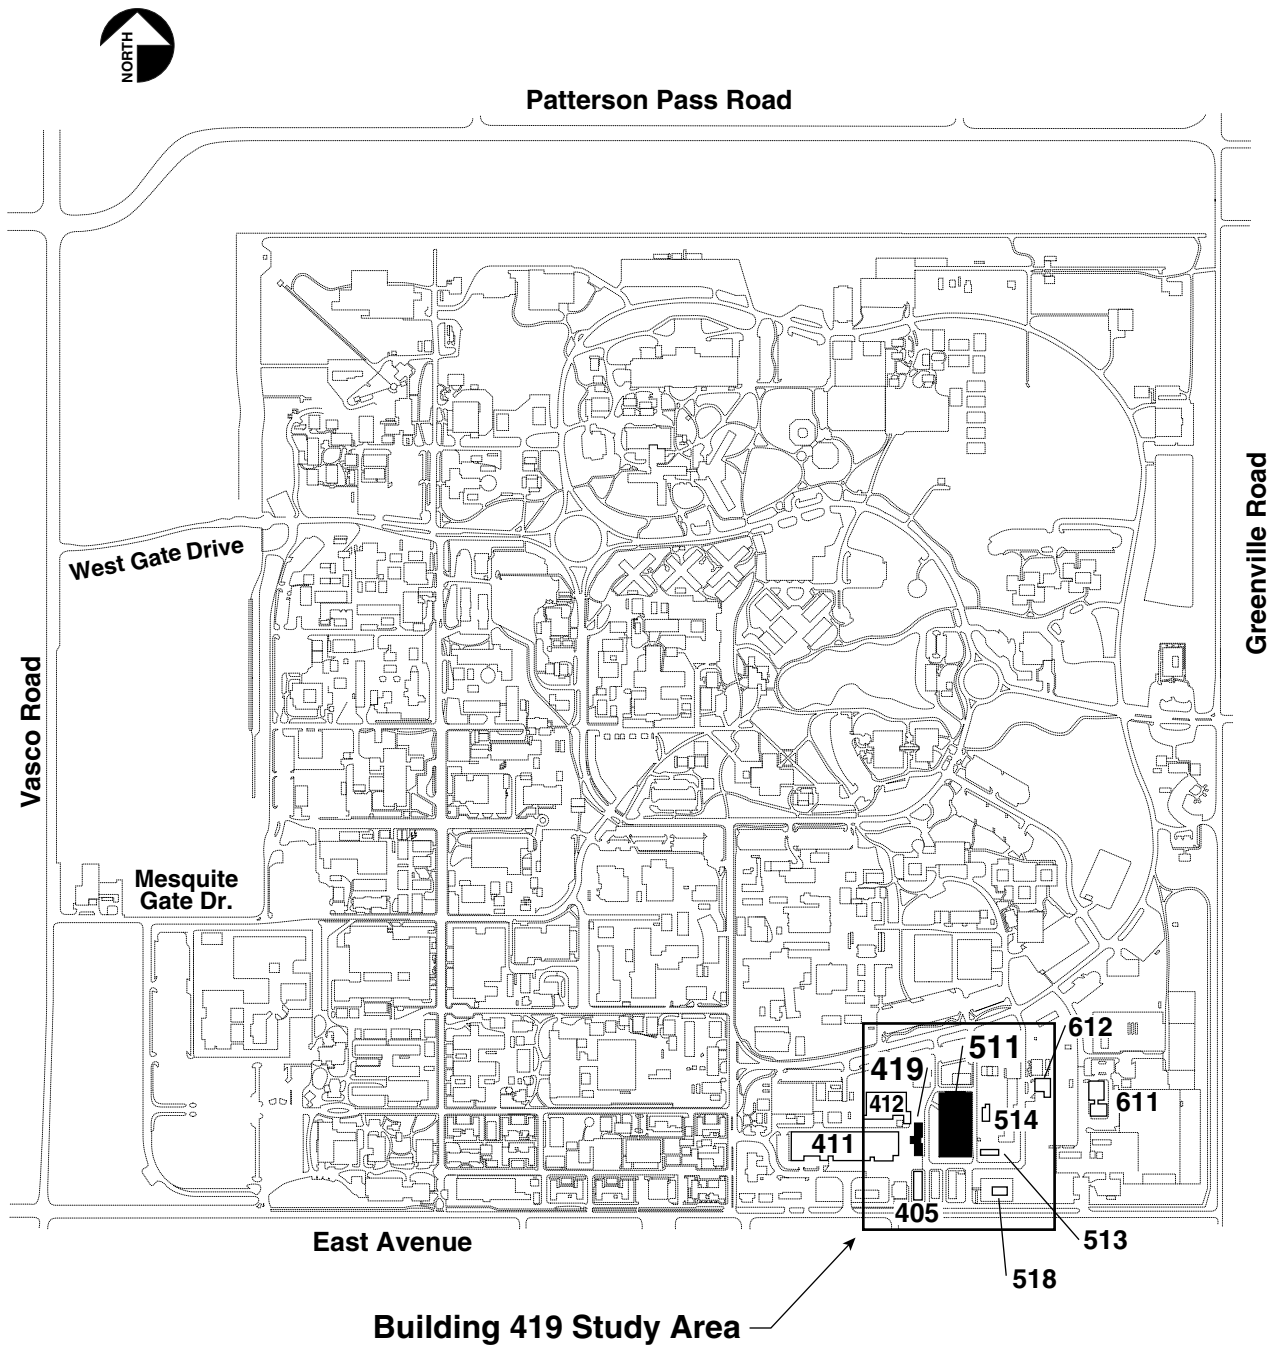 NORTH
Patterson Pass Road
Greenville Road
West Gate Drive
Vasco Road
Mesquite
Gate Dr.
612
511
419
412
611
514
411
405
513
East Avenue
518
Building 419 Study Area